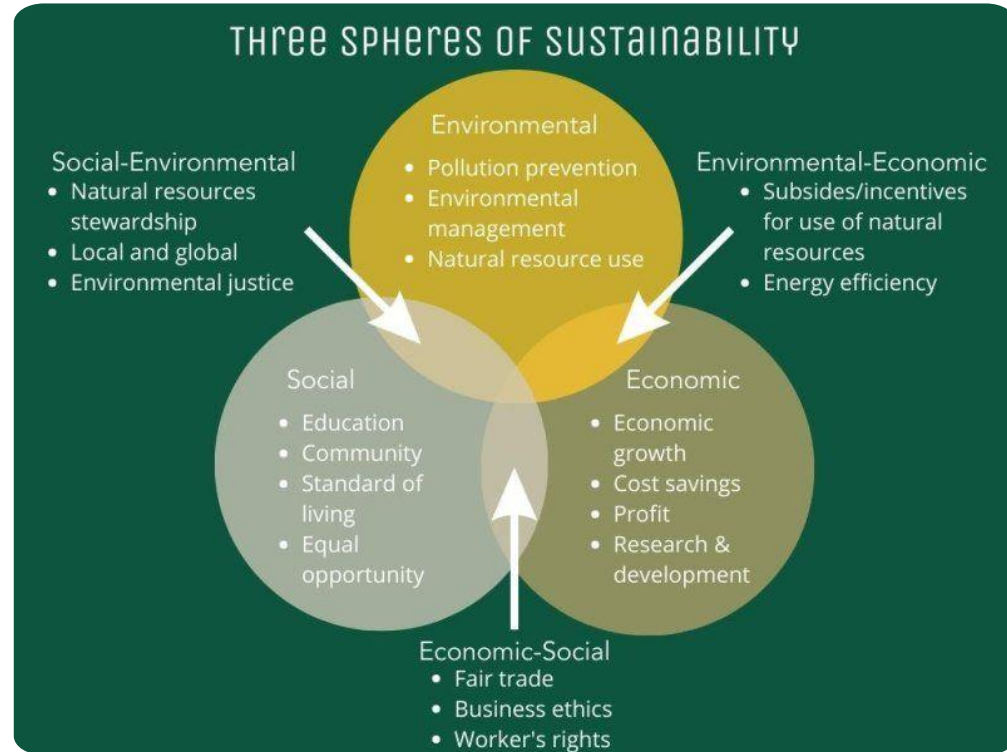 THREE SPHERES OF SUSTAINABILITY
Environmental
• Pollution prevention
• Environmental
management
• Natural resource use
Social-Environmental
• Natural resources
stewardship
• Local and global
• Environmental justice
Environmental-Economic
• Subsides/incentives
for use of natural
resources
• Energy efficiency
Social
• Education
• Community
• Standard of
living
• Equal
opportunity
Economic
• Economic
growth
• Cost savings
• Profit
• Research &
development
Economic-Social
• Fair trade
• Business ethics
• Worker's rights